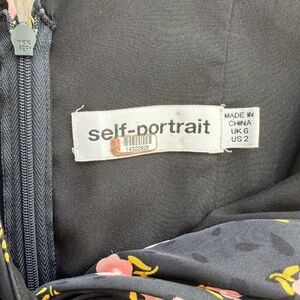 self-portrait
MADE IN
CHINA
UK 6
US 2